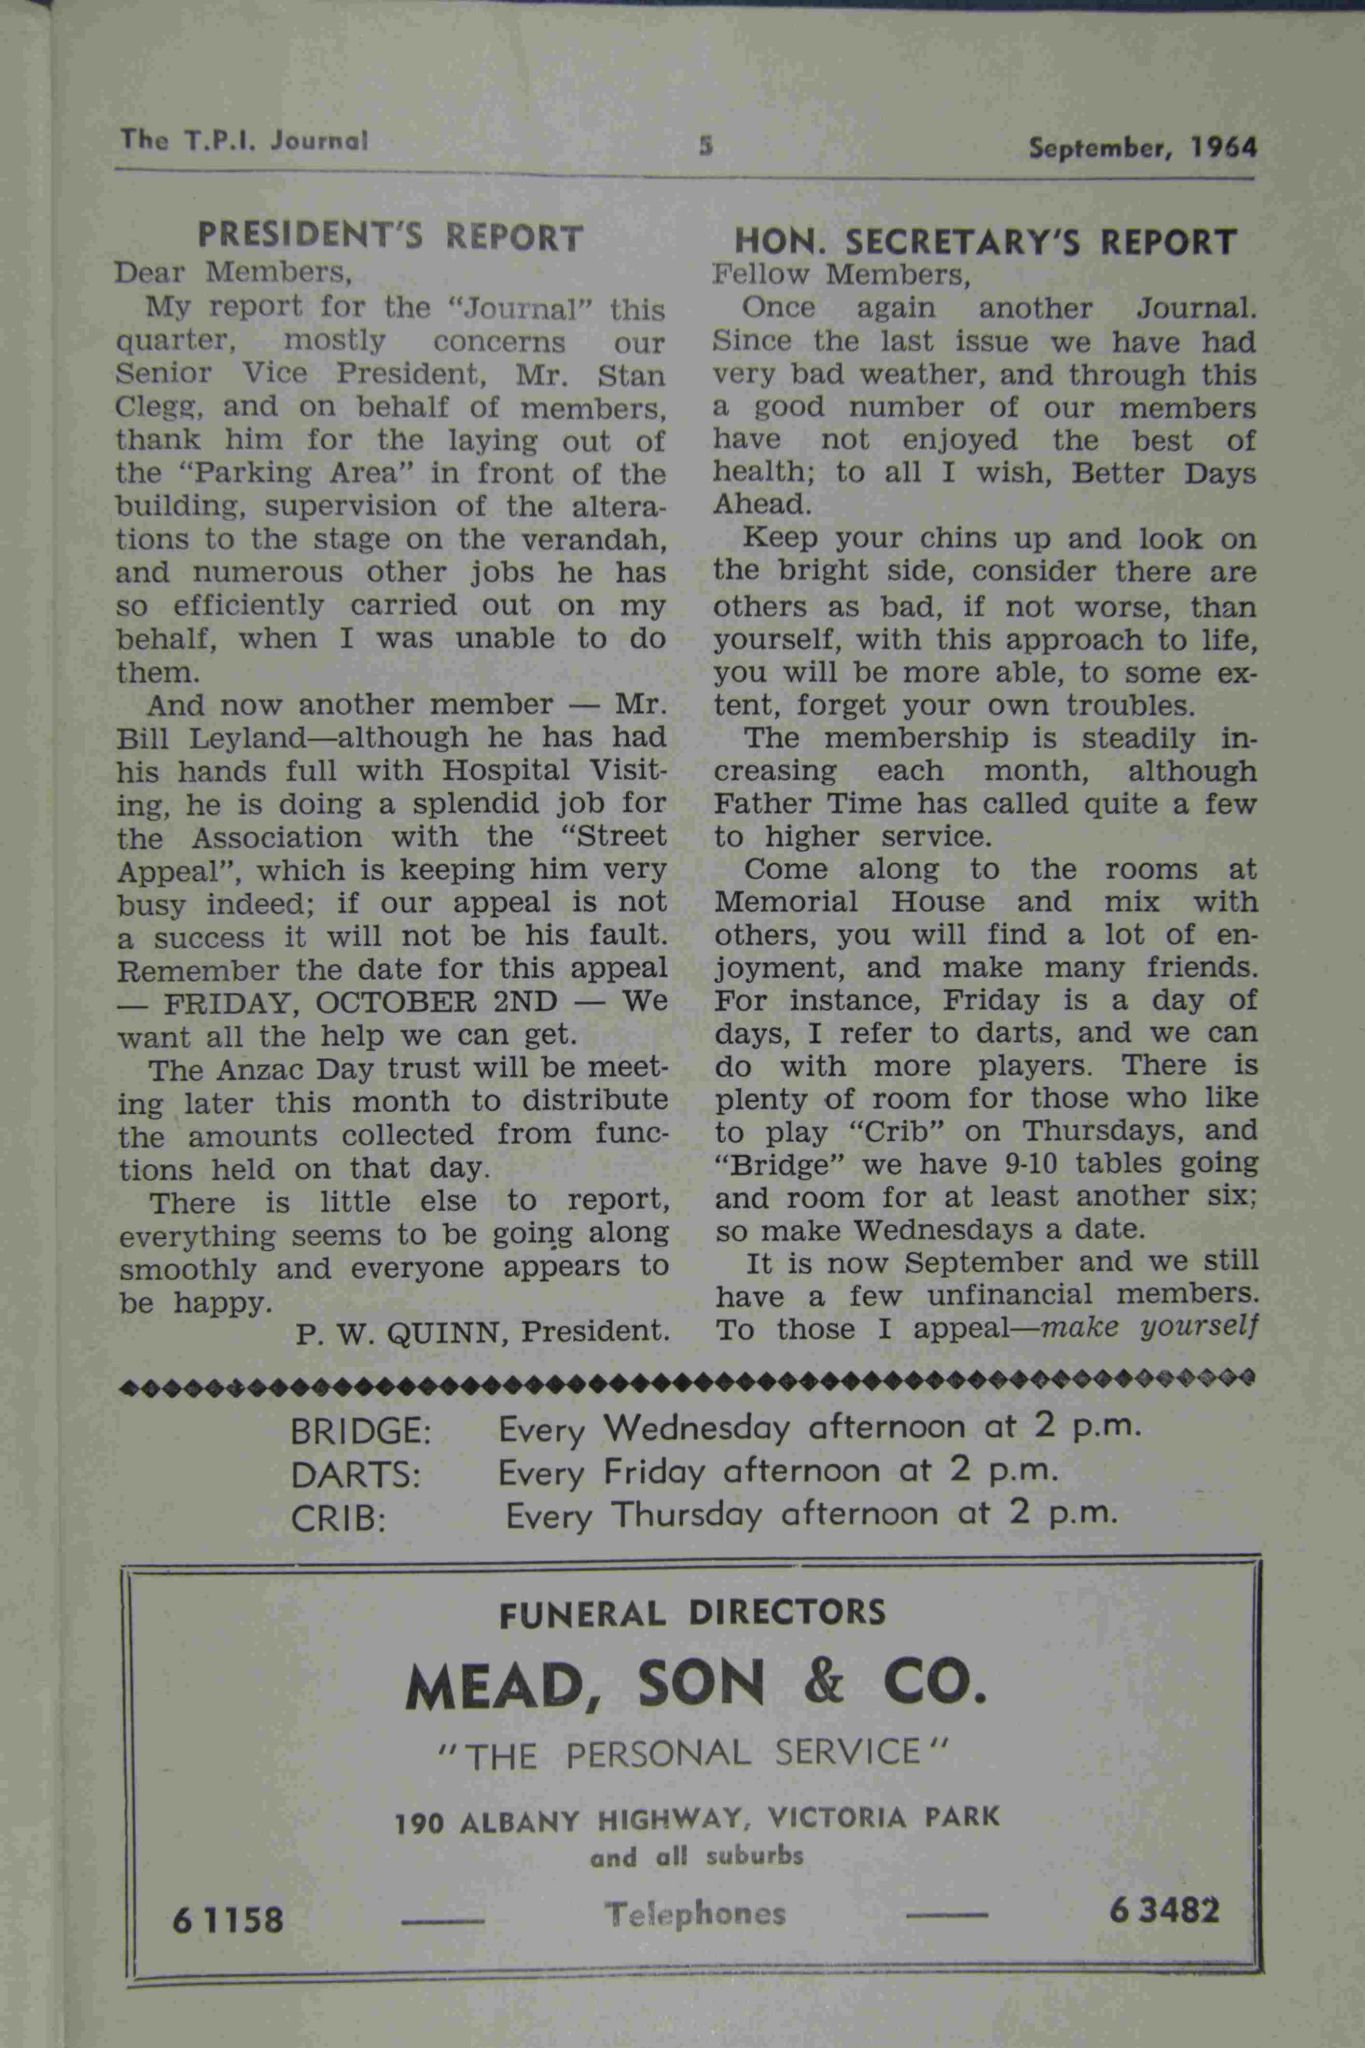 The T.P.I. Journal 5 September, 1964
PRESIDENT'S REPORT
Dear Members,
My report for the "Journal" this
quarter, mostly concerns our
Senior Vice President, Mr. Stan
Clegg, and on behalf of members,
thank him for the laying out of
the "Parking Area" in front of the
building, supervision of the altera-
tions to the stage on the verandah,
and numerous other jobs he has
so efficiently carried out on my
behalf, when I was unable to do
them.
And now another member — Mr.
Bill Leyland—although he has had
his hands full with Hospital Visit-
ing, he is doing a splendid job for
the Association with the "Street
Appeal", which is keeping him very
busy indeed; if our appeal is not
a success it will not be his fault.
Remember the date for this appeal
— FRIDAY, OCTOBER 2ND — We
want all the help we can get.
The Anzac Day trust will be meet-
ing later this month to distribute
the amounts collected from func-
tions held on that day.
There is little else to report,
everything seems to be going along
smoothly and everyone appears to
be happy.
P. W. QUINN, President.
HON. SECRETARY'S REPORT
Fellow Members,
Once again another Journal.
Since the last issue we have had
very bad weather, and through this
a good number of our members
have not enjoyed the best of
health; to all I wish, Better Days
Ahead.
Keep your chins up and look on
the bright side, consider there are
others as bad, if not worse, than
yourself, with this approach to life,
you will be more able, to some ex-
tent, forget your own troubles.
The membership is steadily in-
creasing each month, although
Father Time has called quite a few
to higher service.
Come along to the rooms at
Memorial House and mix with
others, you will find a lot of en-
joyment, and make many friends.
For instance, Friday is a day of
days, I refer to darts, and we can
do with more players. There is
plenty of room for those who like
to play "Crib" on Thursdays, and
"Bridge" we have 9-10 tables going
and room for at least another six;
so make Wednesdays a date.
It is now September and we still
have a few unfinancial members.
To those I appeal—make yourself
BRIDGE: Every Wednesday afternoon at 2 p.m.
DARTS: Every Friday afternoon at 2 p.m.
CRIB: Every Thursday afternoon at 2 p.m.
FUNERAL DIRECTORS
MEAD, SON & CO.
"THE PERSONAL SERVICE"
190 ALBANY HIGHWAY, VICTORIA PARK
and all suburbs
6 1158 — Telephones — 6 3482